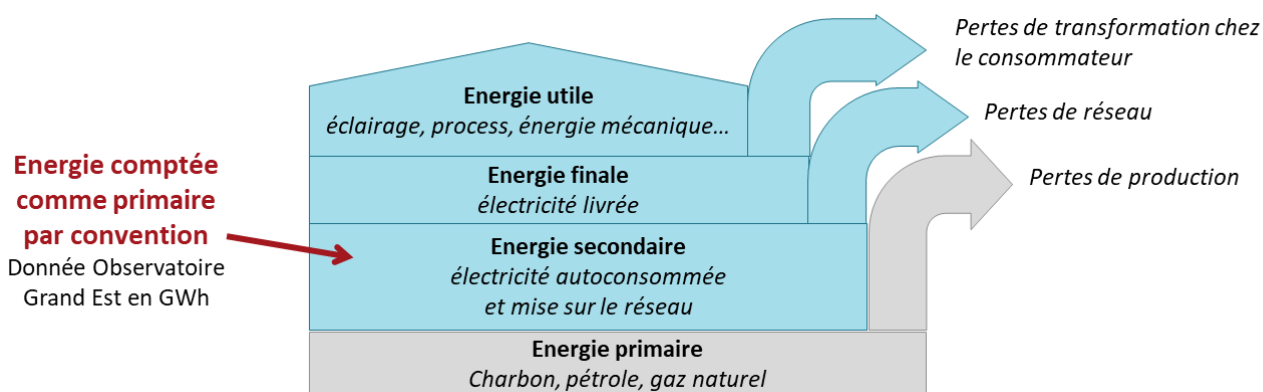 Pertes de transformation chez
le consommateur
Energie utile
éclairage, process, énergie mécanique...
Pertes de réseau
Energie comptée
comme primaire
par convention
Donnée Observatoire
Grand Est en GWh
Energie finale
électricité livrée
Pertes de production
Energie secondaire
électricité autoconsommée
et mise sur le réseau
Energie primaire
Charbon, pétrole, gaz naturel